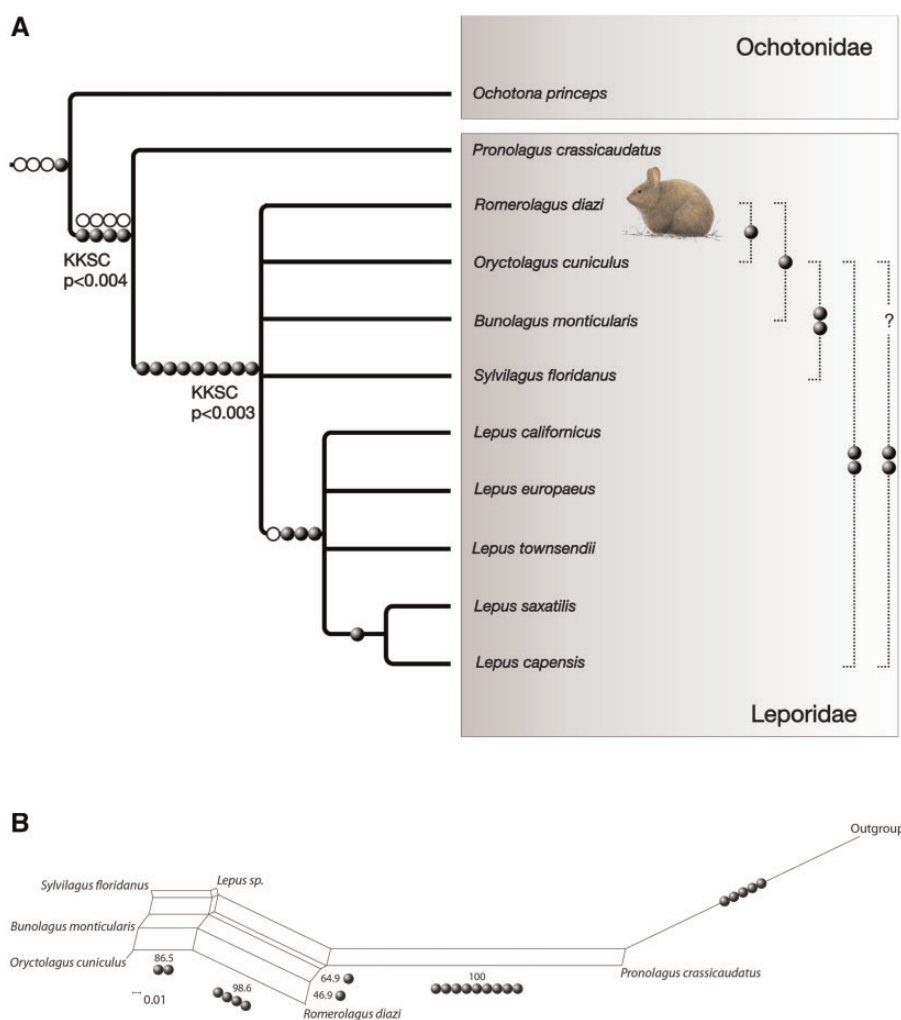 A
Ochotonidae
Ochotona princeps
Pronolagus crassicaudatus
Romerolagus diazi
KKSC
p<0.004
Oryctolagus cuniculus
Bunolagus monticularis
?
Sylvilagus floridanus
KKSC
p<0.003
Lepus californicus
Lepus europaeus
Lepus townsendii
Lepus saxatilis
Lepus capensis
Leporidae
B
Outgroup
Sylvilagus floridanus
Lepus sp.
Bunolagus monticularis
Oryctolagus cuniculus
86.5
64.9
100
Pronolagus crassicaudatus
98.6
46.9
0.01
Romerolagus diazi